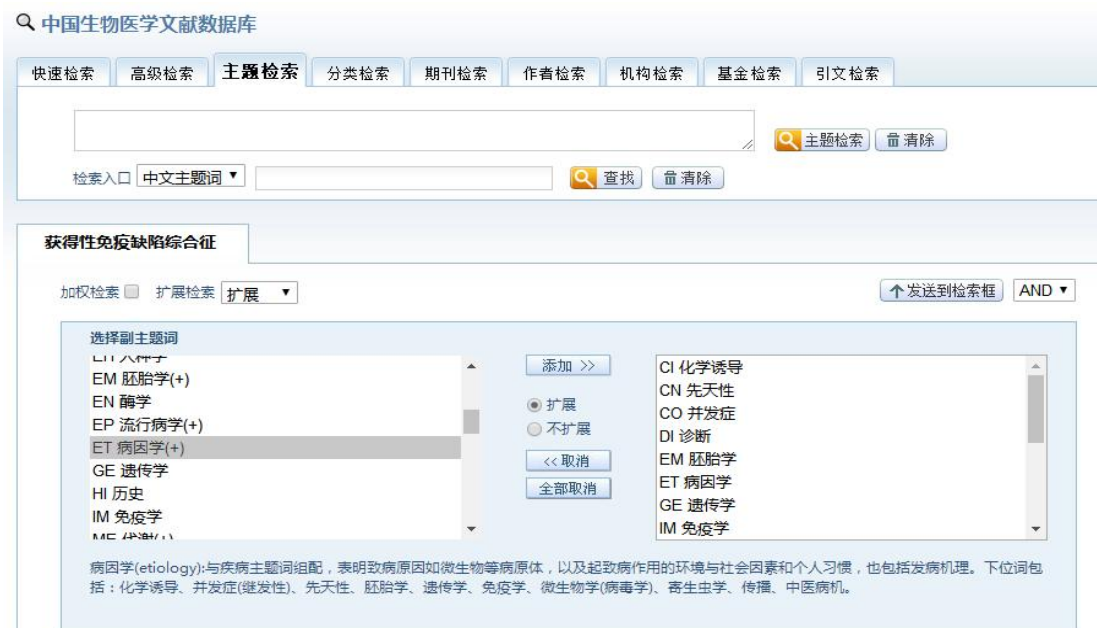 中国生物医学文献数据库
快速检索 高级检索 主题检索 分类检索 期刊检索 作者检索 机构检索 基金检索 引文检索
主题检索 清除
检索入口 中文主题词 查找 清除
获得性免疫缺陷综合征
加权检索 扩展检索 扩展 发送到检索框 AND
选择副主题词
EM 胚胎学(+)
EN 酶学
EP 流行病学(+)
ET 病因学(+)
GE 遗传学
HI 历史
IM 免疫学
添加 >>
扩展
不扩展
<< 取消
全部取消
CI 化学诱导
CN 先天性
CO 并发症
DI 诊断
EM 胚胎学
ET 病因学
GE 遗传学
IM 免疫学
病因学(etiology):与疾病主题词组配，表明致病原因如微生物等病原体，以及起致病作用的环境与社会因素和个人习惯，也包括发病机理。下位词包
括：化学诱导、并发症(继发性)、先天性、胚胎学、遗传学、免疫学、微生物学(病毒学)、寄生虫学、传播、中医病机。